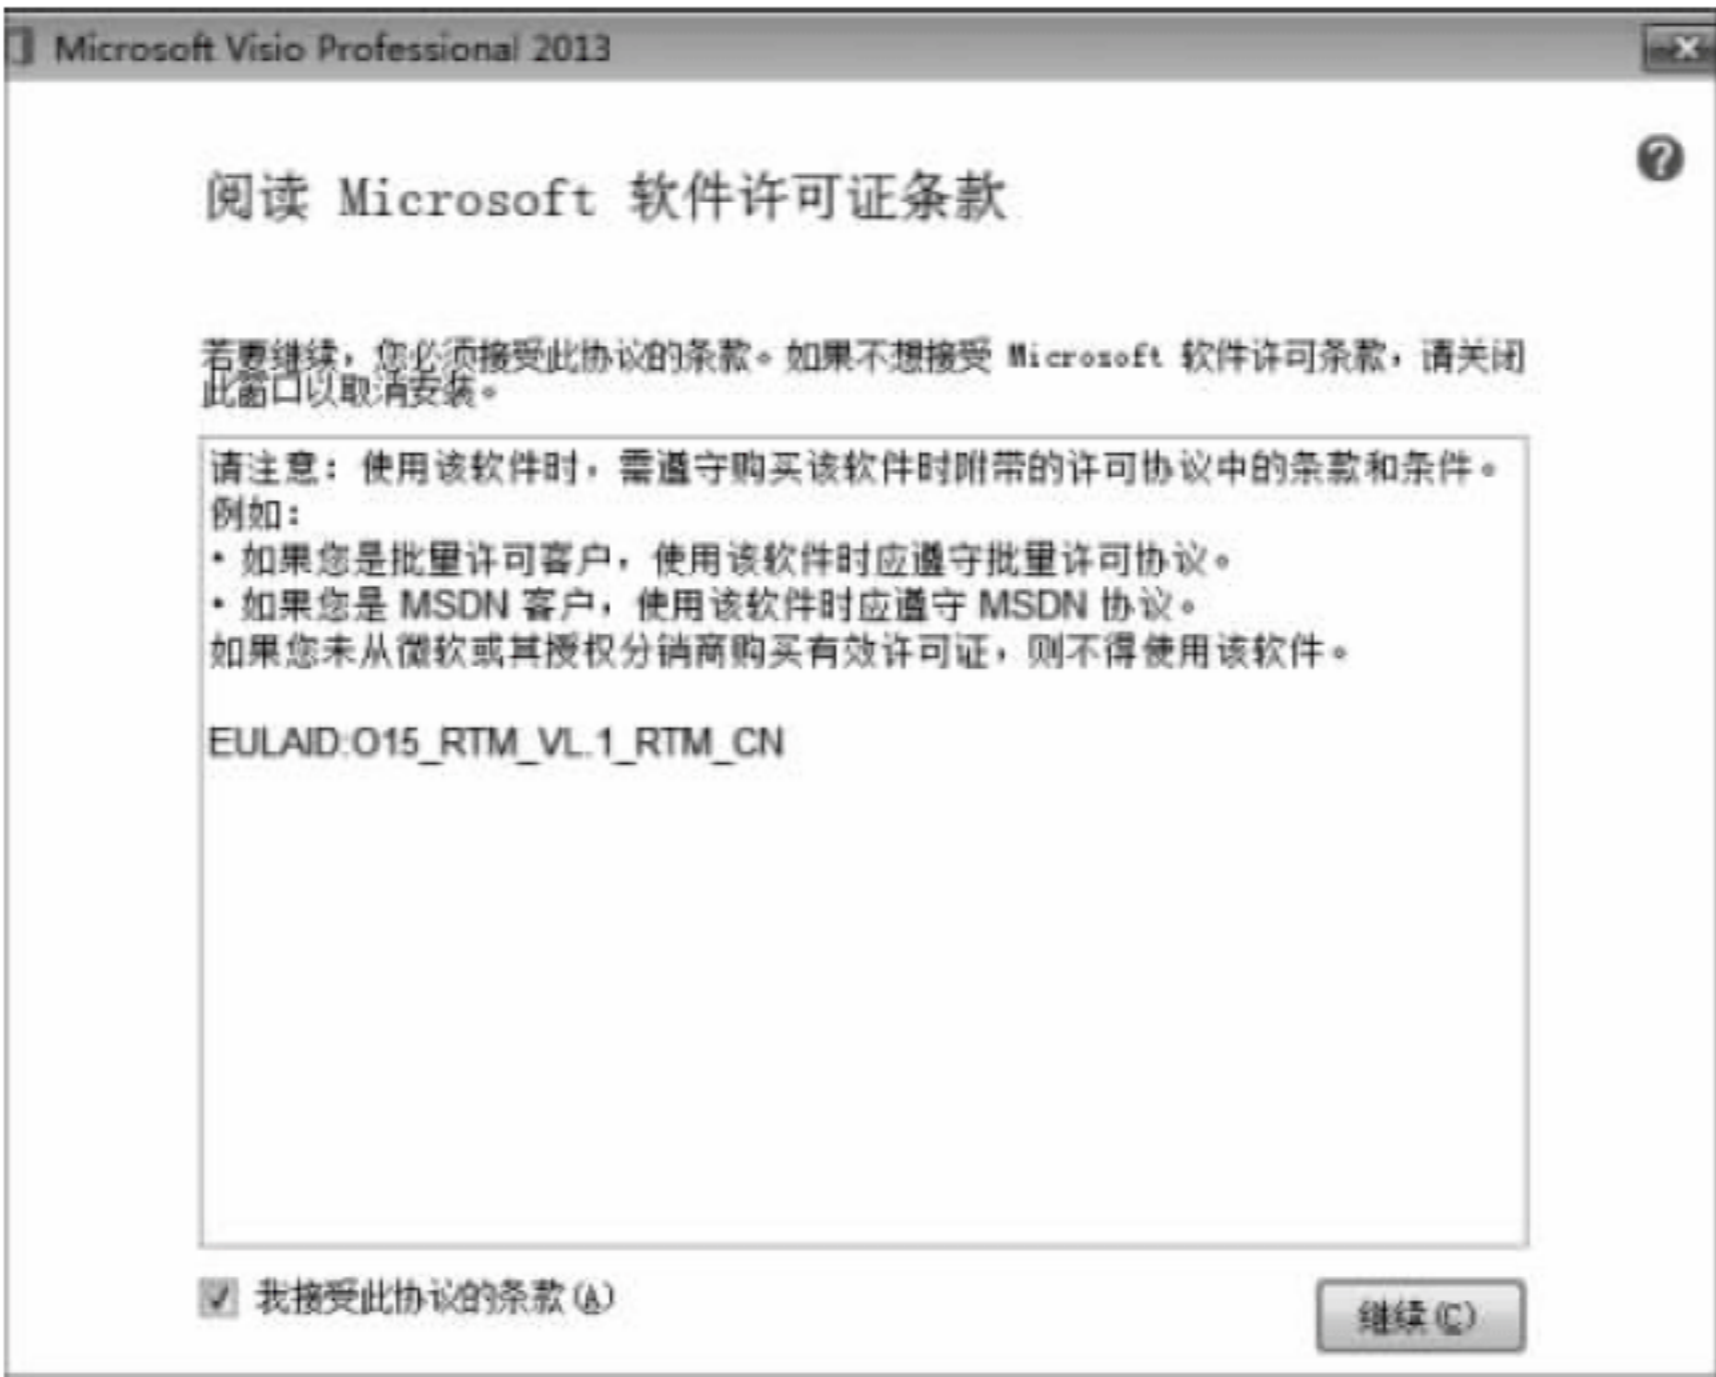 Microsoft Visio Professional 2013
阅读 Microsoft 软件许可证条款
若要继续，您必须接受此协议的条款。如果不想接受 Microsoft 软件许可条款，请关闭
此窗口以取消安装。
请注意：使用该软件时，需遵守购买该软件时附带的许可协议中的条款和条件。
例如：
• 如果您是批量许可客户，使用该软件时应遵守批量许可协议。
• 如果您是 MSDN 客户，使用该软件时应遵守 MSDN 协议。
如果您未从微软或其授权分销商购买有效许可证，则不得使用该软件。
EULAID:O15_RTM_VL.1_RTM_CN
我接受此协议的条款(A)
继续(C)